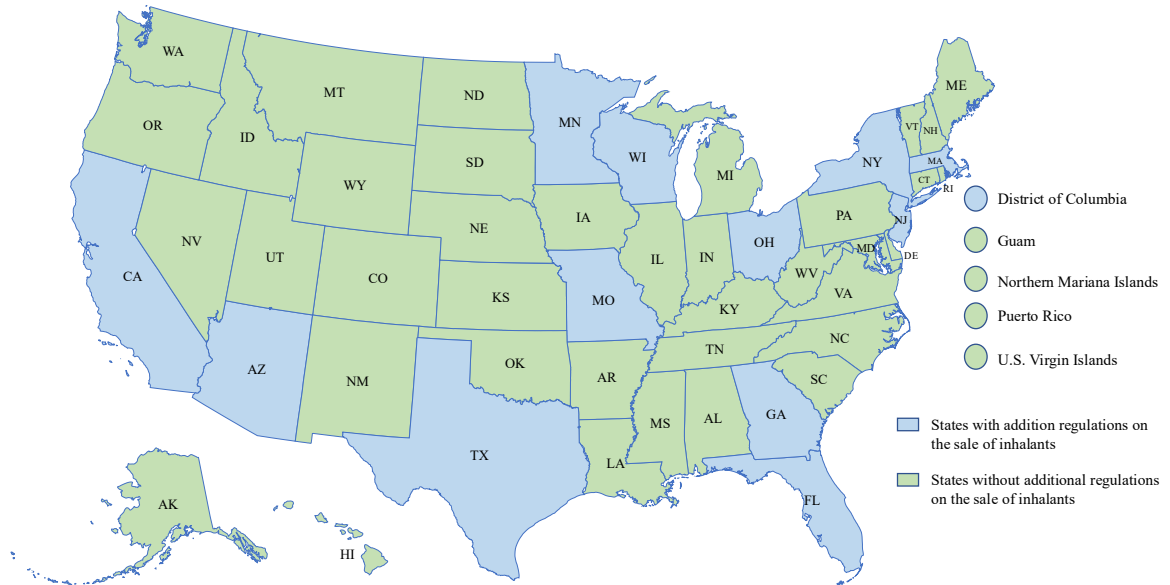 WA
MT
ND
MN
ME
OR
ID
VT
NH
SD
WI
NY
MA
WY
MI
CT
RI
District of Columbia
IA
PA
NJ
NE
Guam
NV
OH
MD
DE
UT
IL
IN
WV
CA
CO
Northern Mariana Islands
KS
MO
VA
KY
Puerto Rico
NC
TN
U.S. Virgin Islands
OK
AZ
NM
AR
SC
GA
MS
AL
States with addition regulations on
the sale of inhalants
TX
LA
States without additional regulations
on the sale of inhalants
FL
AK
HI